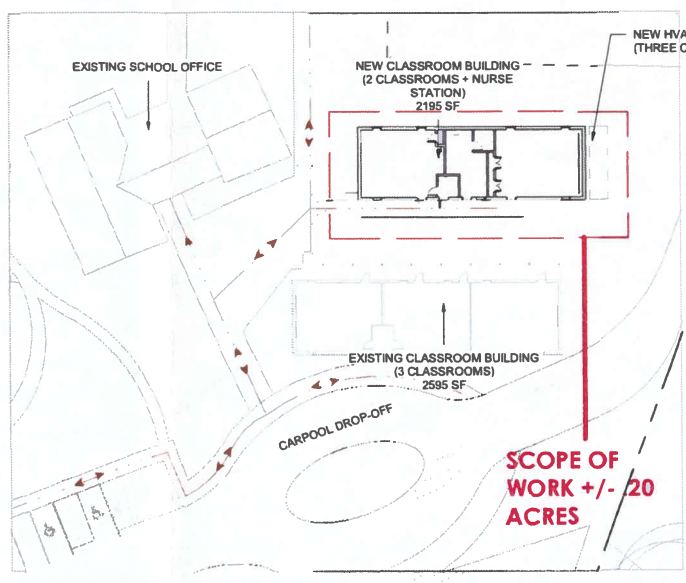 NEW HVA
(THREE C
EXISTING SCHOOL OFFICE
NEW CLASSROOM BUILDING
(2 CLASSROOMS + NURSE
STATION)
2195 SF
EXISTING CLASSROOM BUILDING
(3 CLASSROOMS)
2595 SF
CARPOOL DROP-OFF
SCOPE OF
WORK +/- .20
ACRES